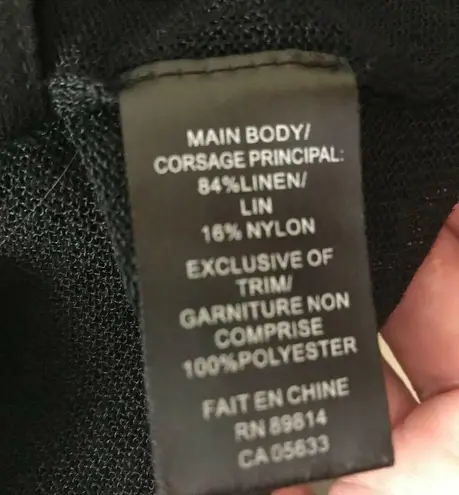 MAIN BODY/
CORSAGE PRINCIPAL:
84%LINEN/
LIN
16% NYLON
EXCLUSIVE OF
TRIM/
GARNITURE NON
COMPRISE
100%POLYESTER
FAIT EN CHINE
RN 89614
CA 05633